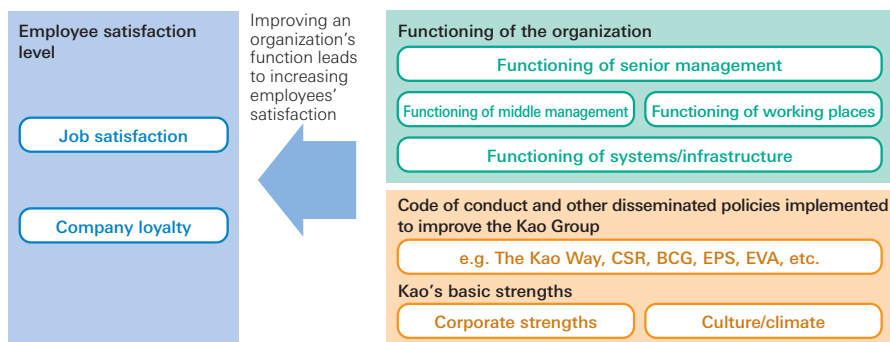 Employee satisfaction
level
Job satisfaction
Company loyalty
Improving an
organization's
function leads
to increasing
employees'
satisfaction
Functioning of the organization
Functioning of senior management
Functioning of middle management
Functioning of working places
Functioning of systems/infrastructure
Code of conduct and other disseminated policies implemented
to improve the Kao Group
e.g. The Kao Way, CSR, BCG, EPS, EVA, etc.
Kao's basic strengths
Corporate strengths
Culture/climate